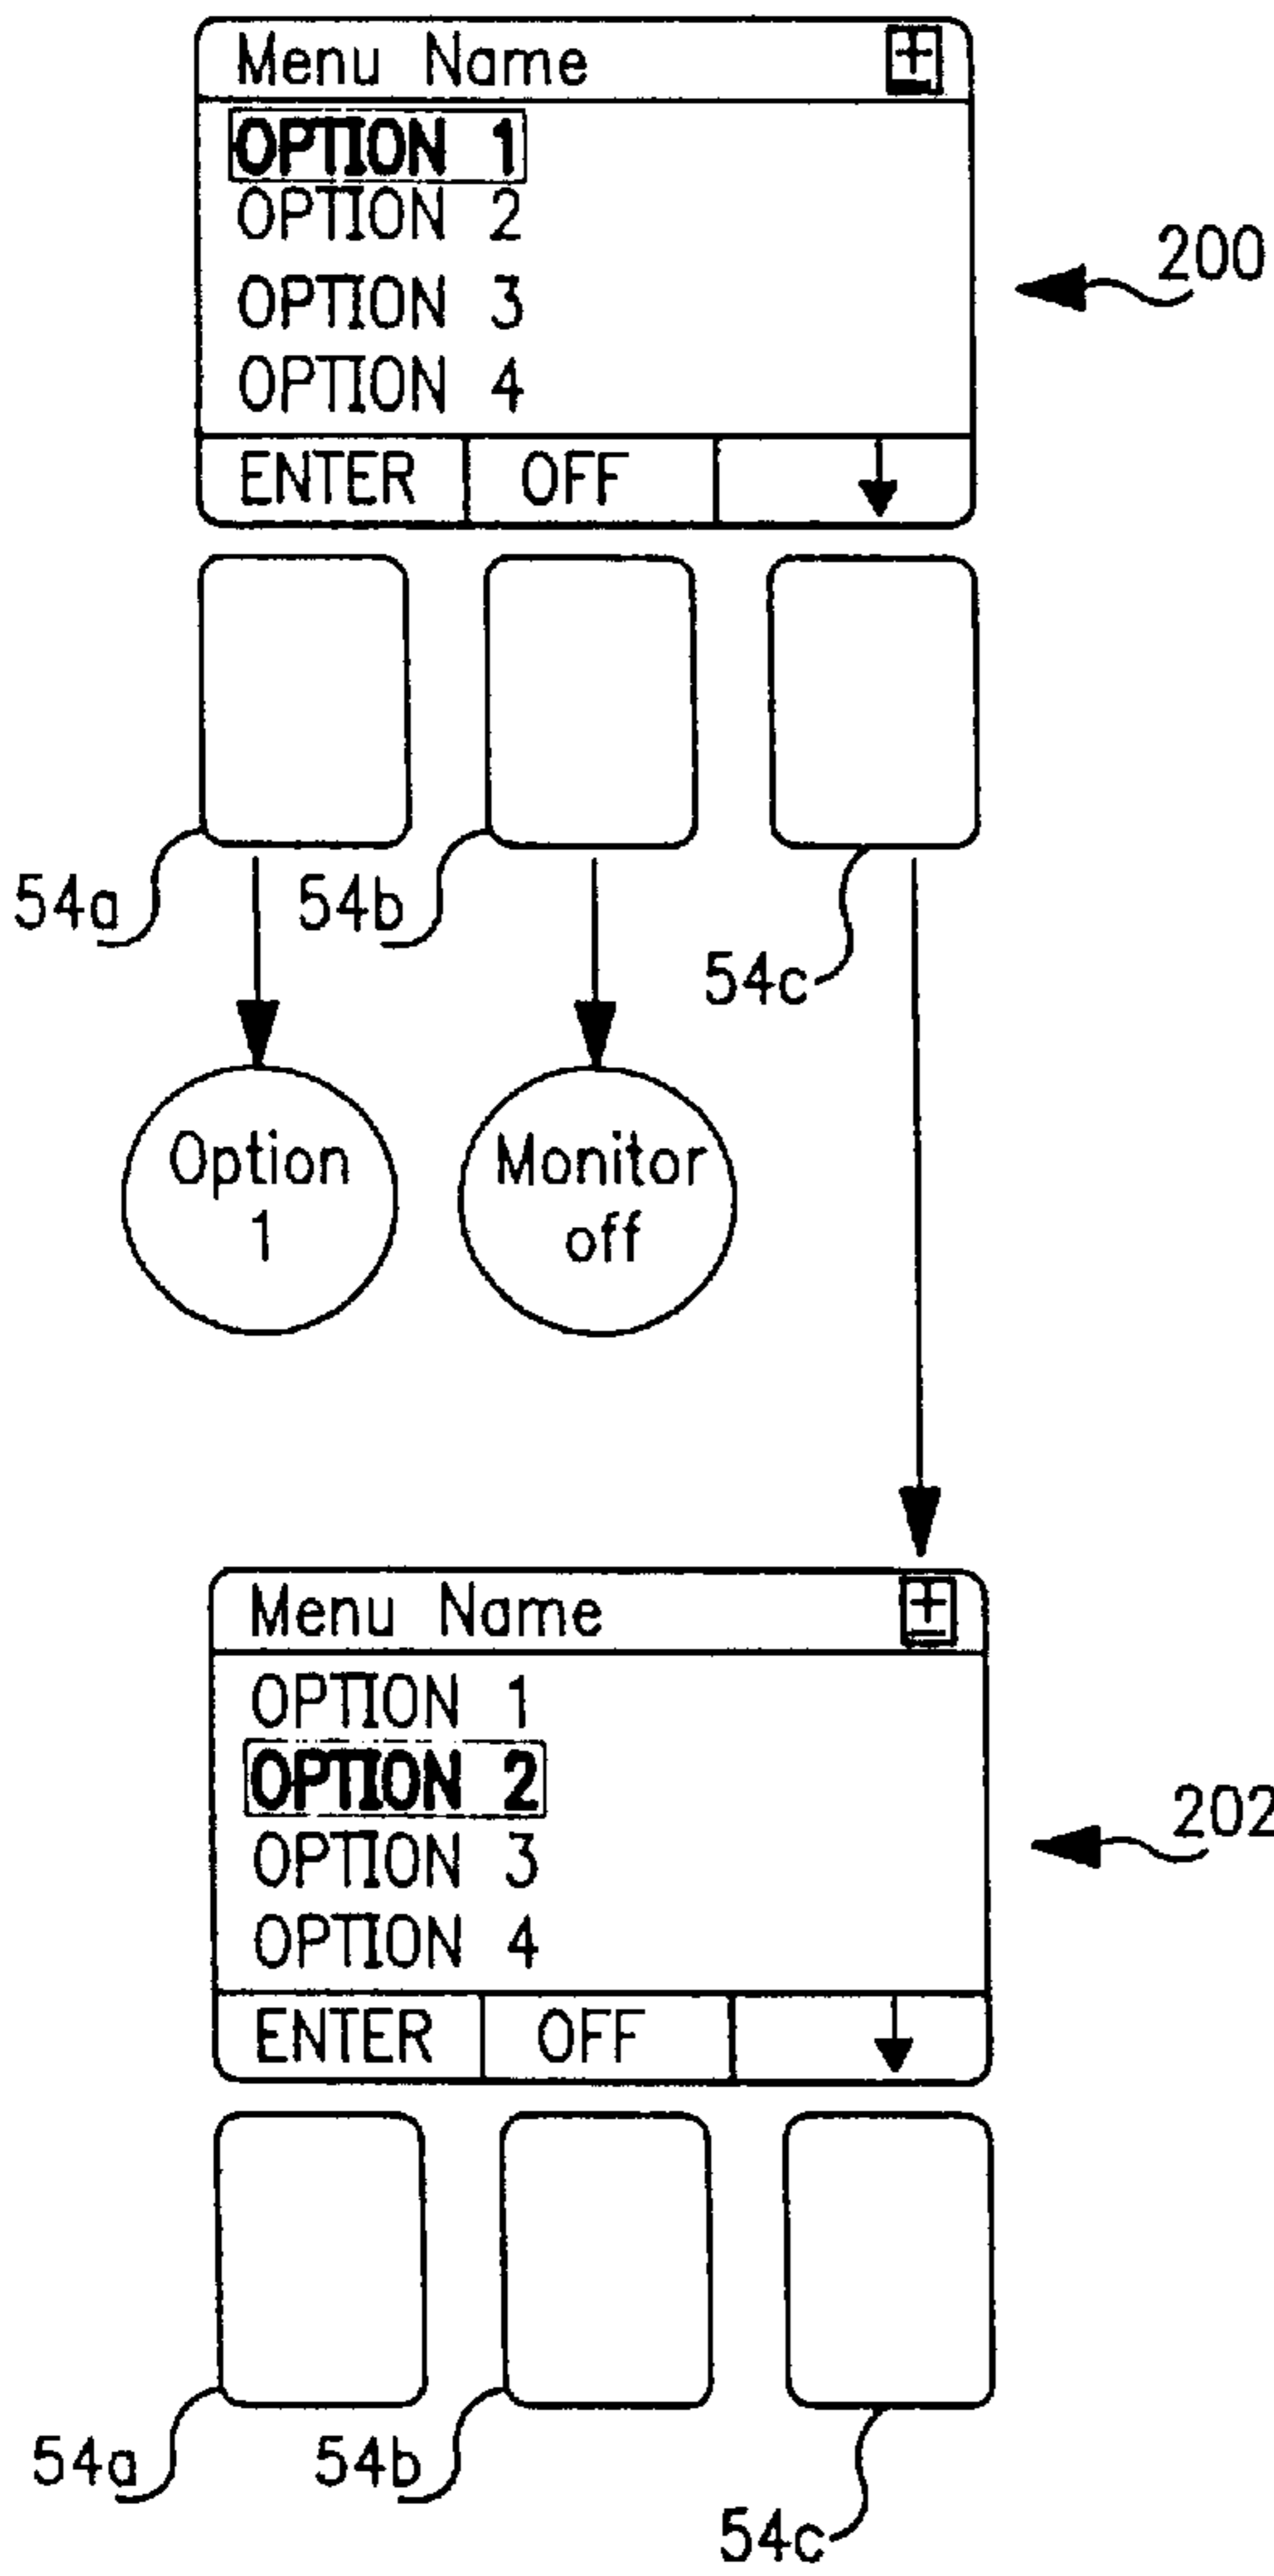 Menu Name
OPTION 1
OPTION 2
OPTION 3
OPTION 4
200
ENTER OFF
54a
54b
54c
Option
1
Monitor
off
Menu Name
OPTION 1
OPTION 2
OPTION 3
OPTION 4
202
ENTER OFF
54a
54b
54c